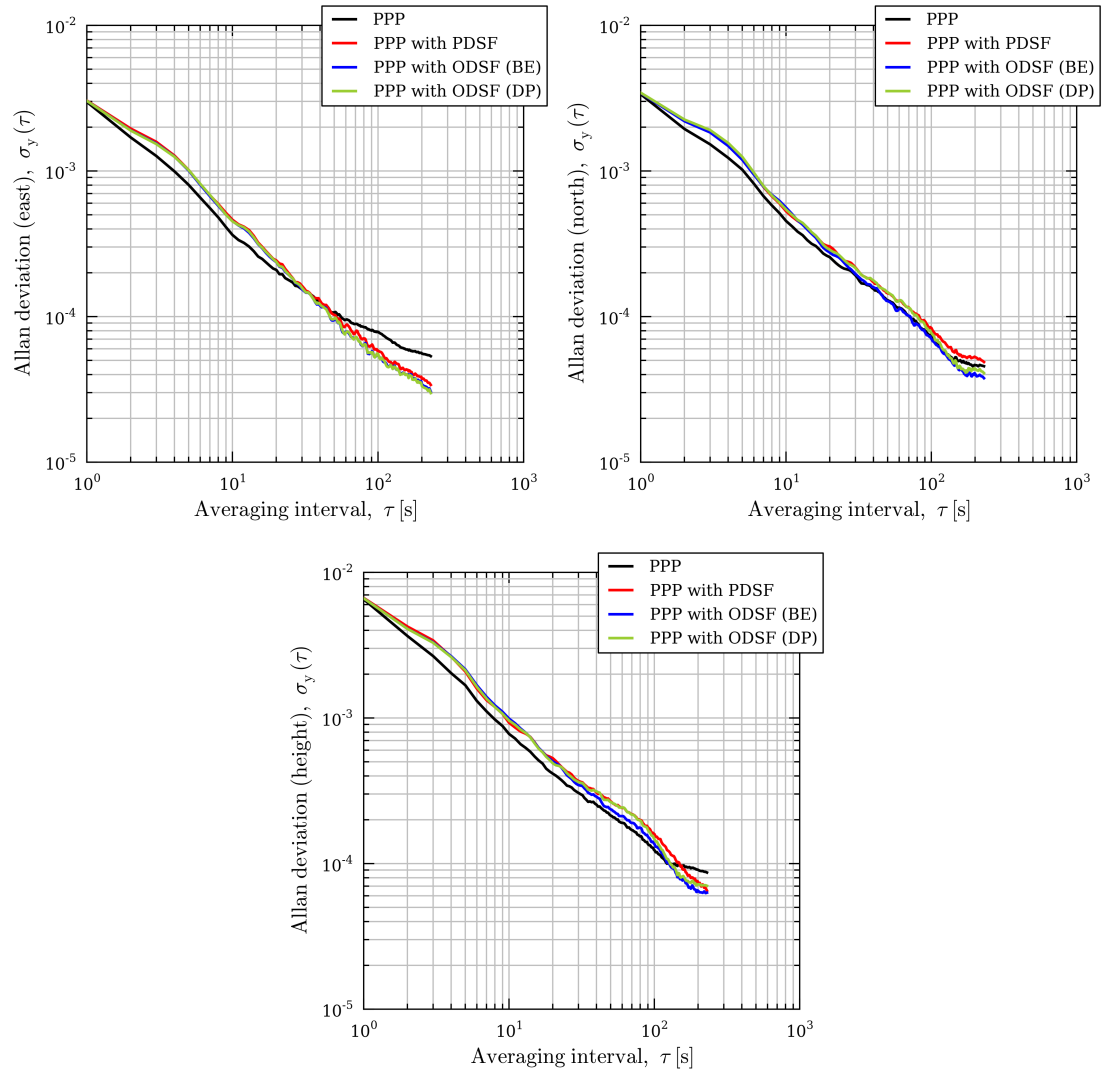 PPP
PPP with PDSF
PPP with ODSF (BE)
PPP with ODSF (DP)
Allan deviation (east), σy(τ)
10^-2
10^-3
10^-4
10^-5
10^0
10^1
10^2
10^3
Averaging interval, τ [s]
PPP
PPP with PDSF
PPP with ODSF (BE)
PPP with ODSF (DP)
Allan deviation (north), σy(τ)
10^-2
10^-3
10^-4
10^-5
10^0
10^1
10^2
10^3
Averaging interval, τ [s]
PPP
PPP with PDSF
PPP with ODSF (BE)
PPP with ODSF (DP)
Allan deviation (height), σy(τ)
10^-2
10^-3
10^-4
10^-5
10^0
10^1
10^2
10^3
Averaging interval, τ [s]